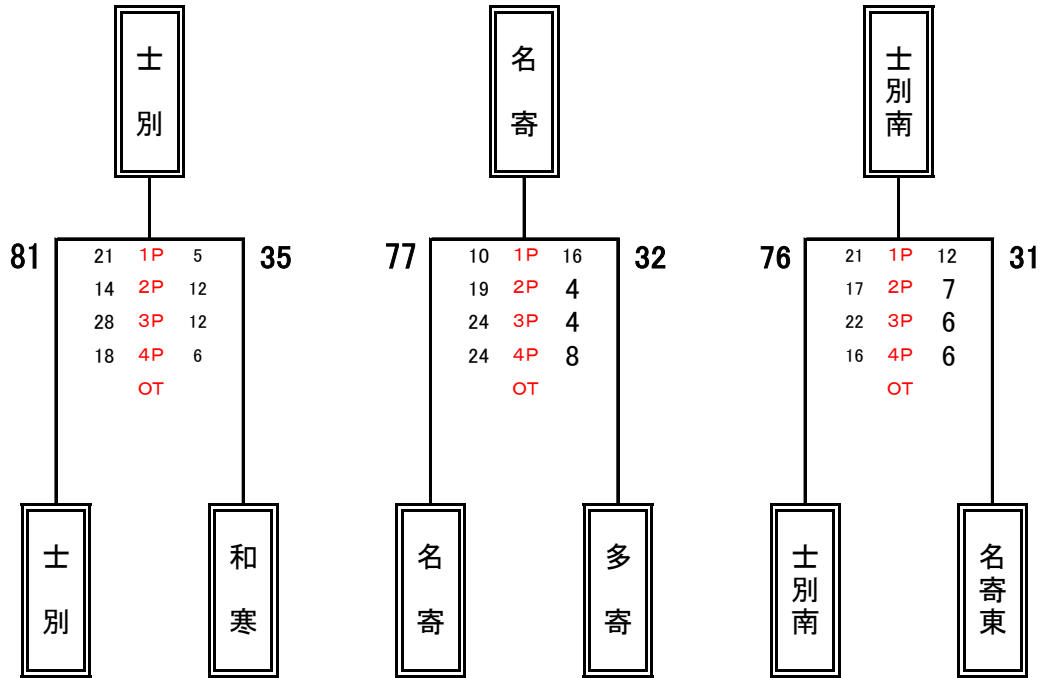 士別
名寄
士別南
81
21 1P 5
14 2P 12
28 3P 12
18 4P 6
OT
35
77
10 1P 16
19 2P 4
24 3P 4
24 4P 8
OT
32
76
21 1P 12
17 2P 7
22 3P 6
16 4P 6
OT
31
士別
和寒
名寄
多寄
士別南
名寄東